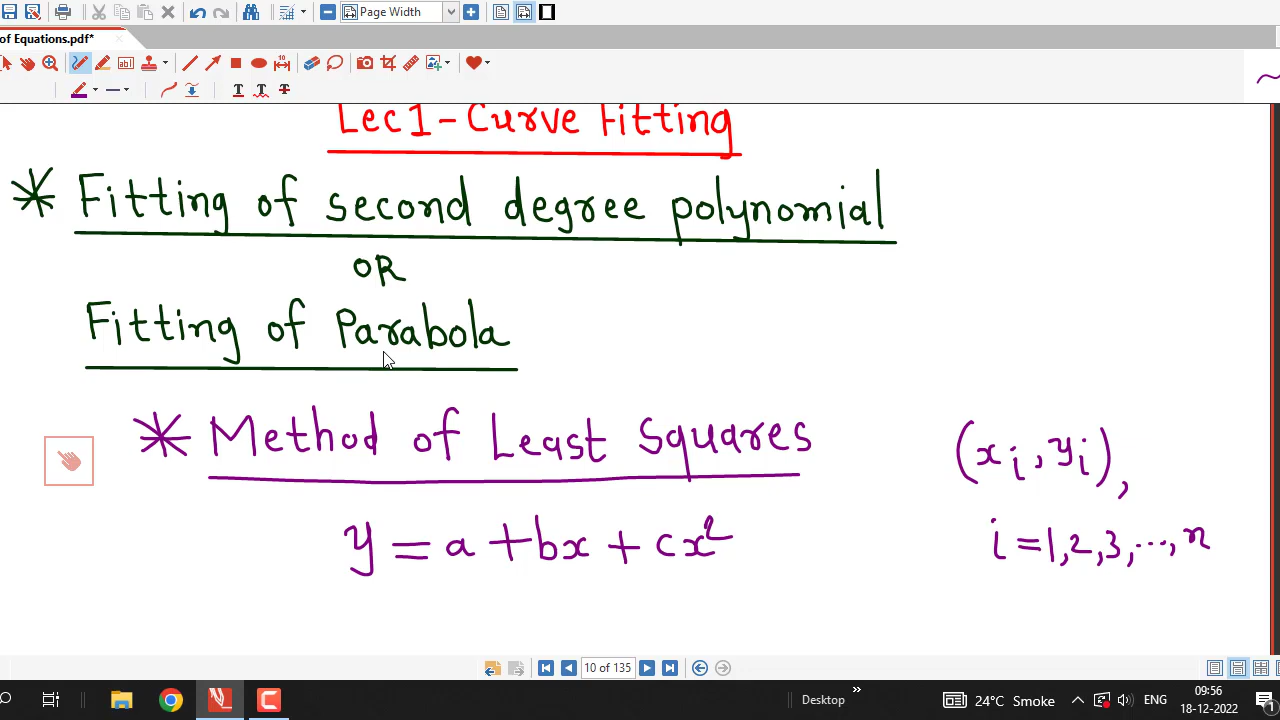 Page Width
of Equations.pdf*
Lec 1 - Curve Fitting
* Fitting of second degree polynomial
OR
Fitting of Parabola
* Method of Least Squares
(xi, yi),
y = a + bx + cx²
i = 1, 2, 3, ..., n
10 of 135
Desktop
24°C Smoke
ENG
09:56
18-12-2022